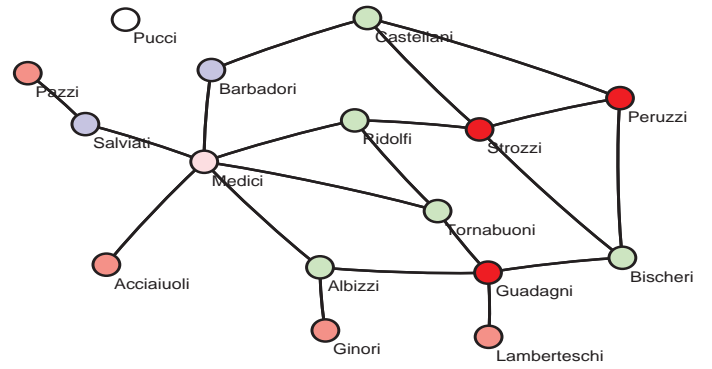 Pucci
Castellani
Pazzi
Barbadori
Peruzzi
Salviati
Ridolfi
Strozzi
Medici
Tornabuoni
Acciaiuoli
Albizzi
Guadagni
Bischeri
Ginori
Lamberteschi